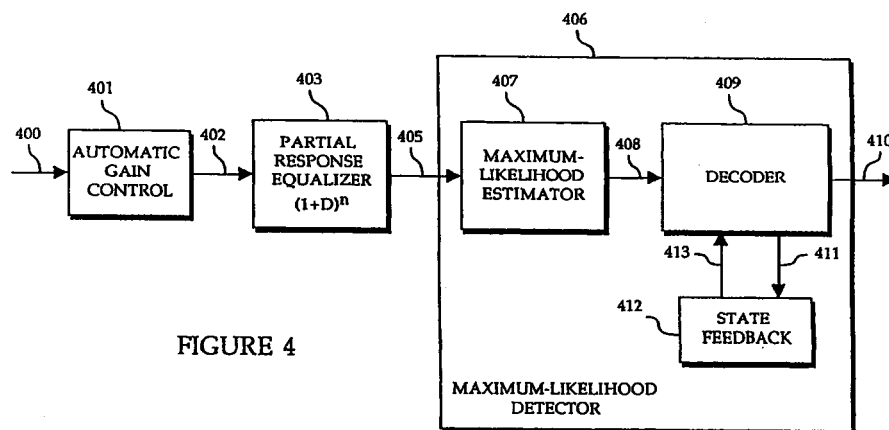 406
401
403
407
409
400
AUTOMATIC
GAIN
CONTROL
402
PARTIAL
RESPONSE
EQUALIZER
(1+D)ⁿ
405
MAXIMUM-
LIKELIHOOD
ESTIMATOR
408
DECODER
410
413
411
412
STATE
FEEDBACK
FIGURE 4
MAXIMUM-LIKELIHOOD
DETECTOR